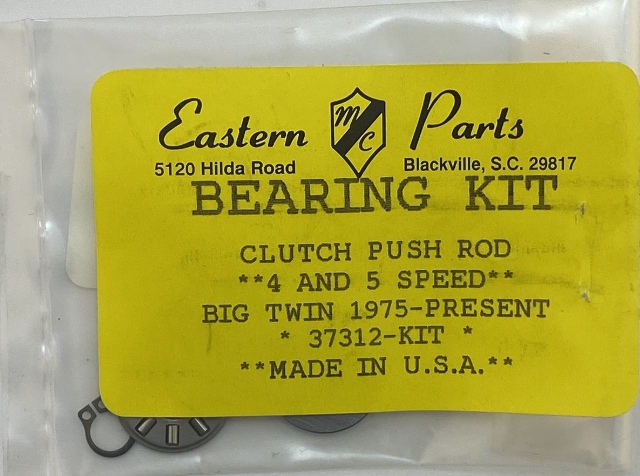 Eastern MC Parts
5120 Hilda Road Blackville, S.C. 29817
BEARING KIT
CLUTCH PUSH ROD
**4 AND 5 SPEED**
BIG TWIN 1975-PRESENT
* 37312-KIT *
**MADE IN U.S.A.**